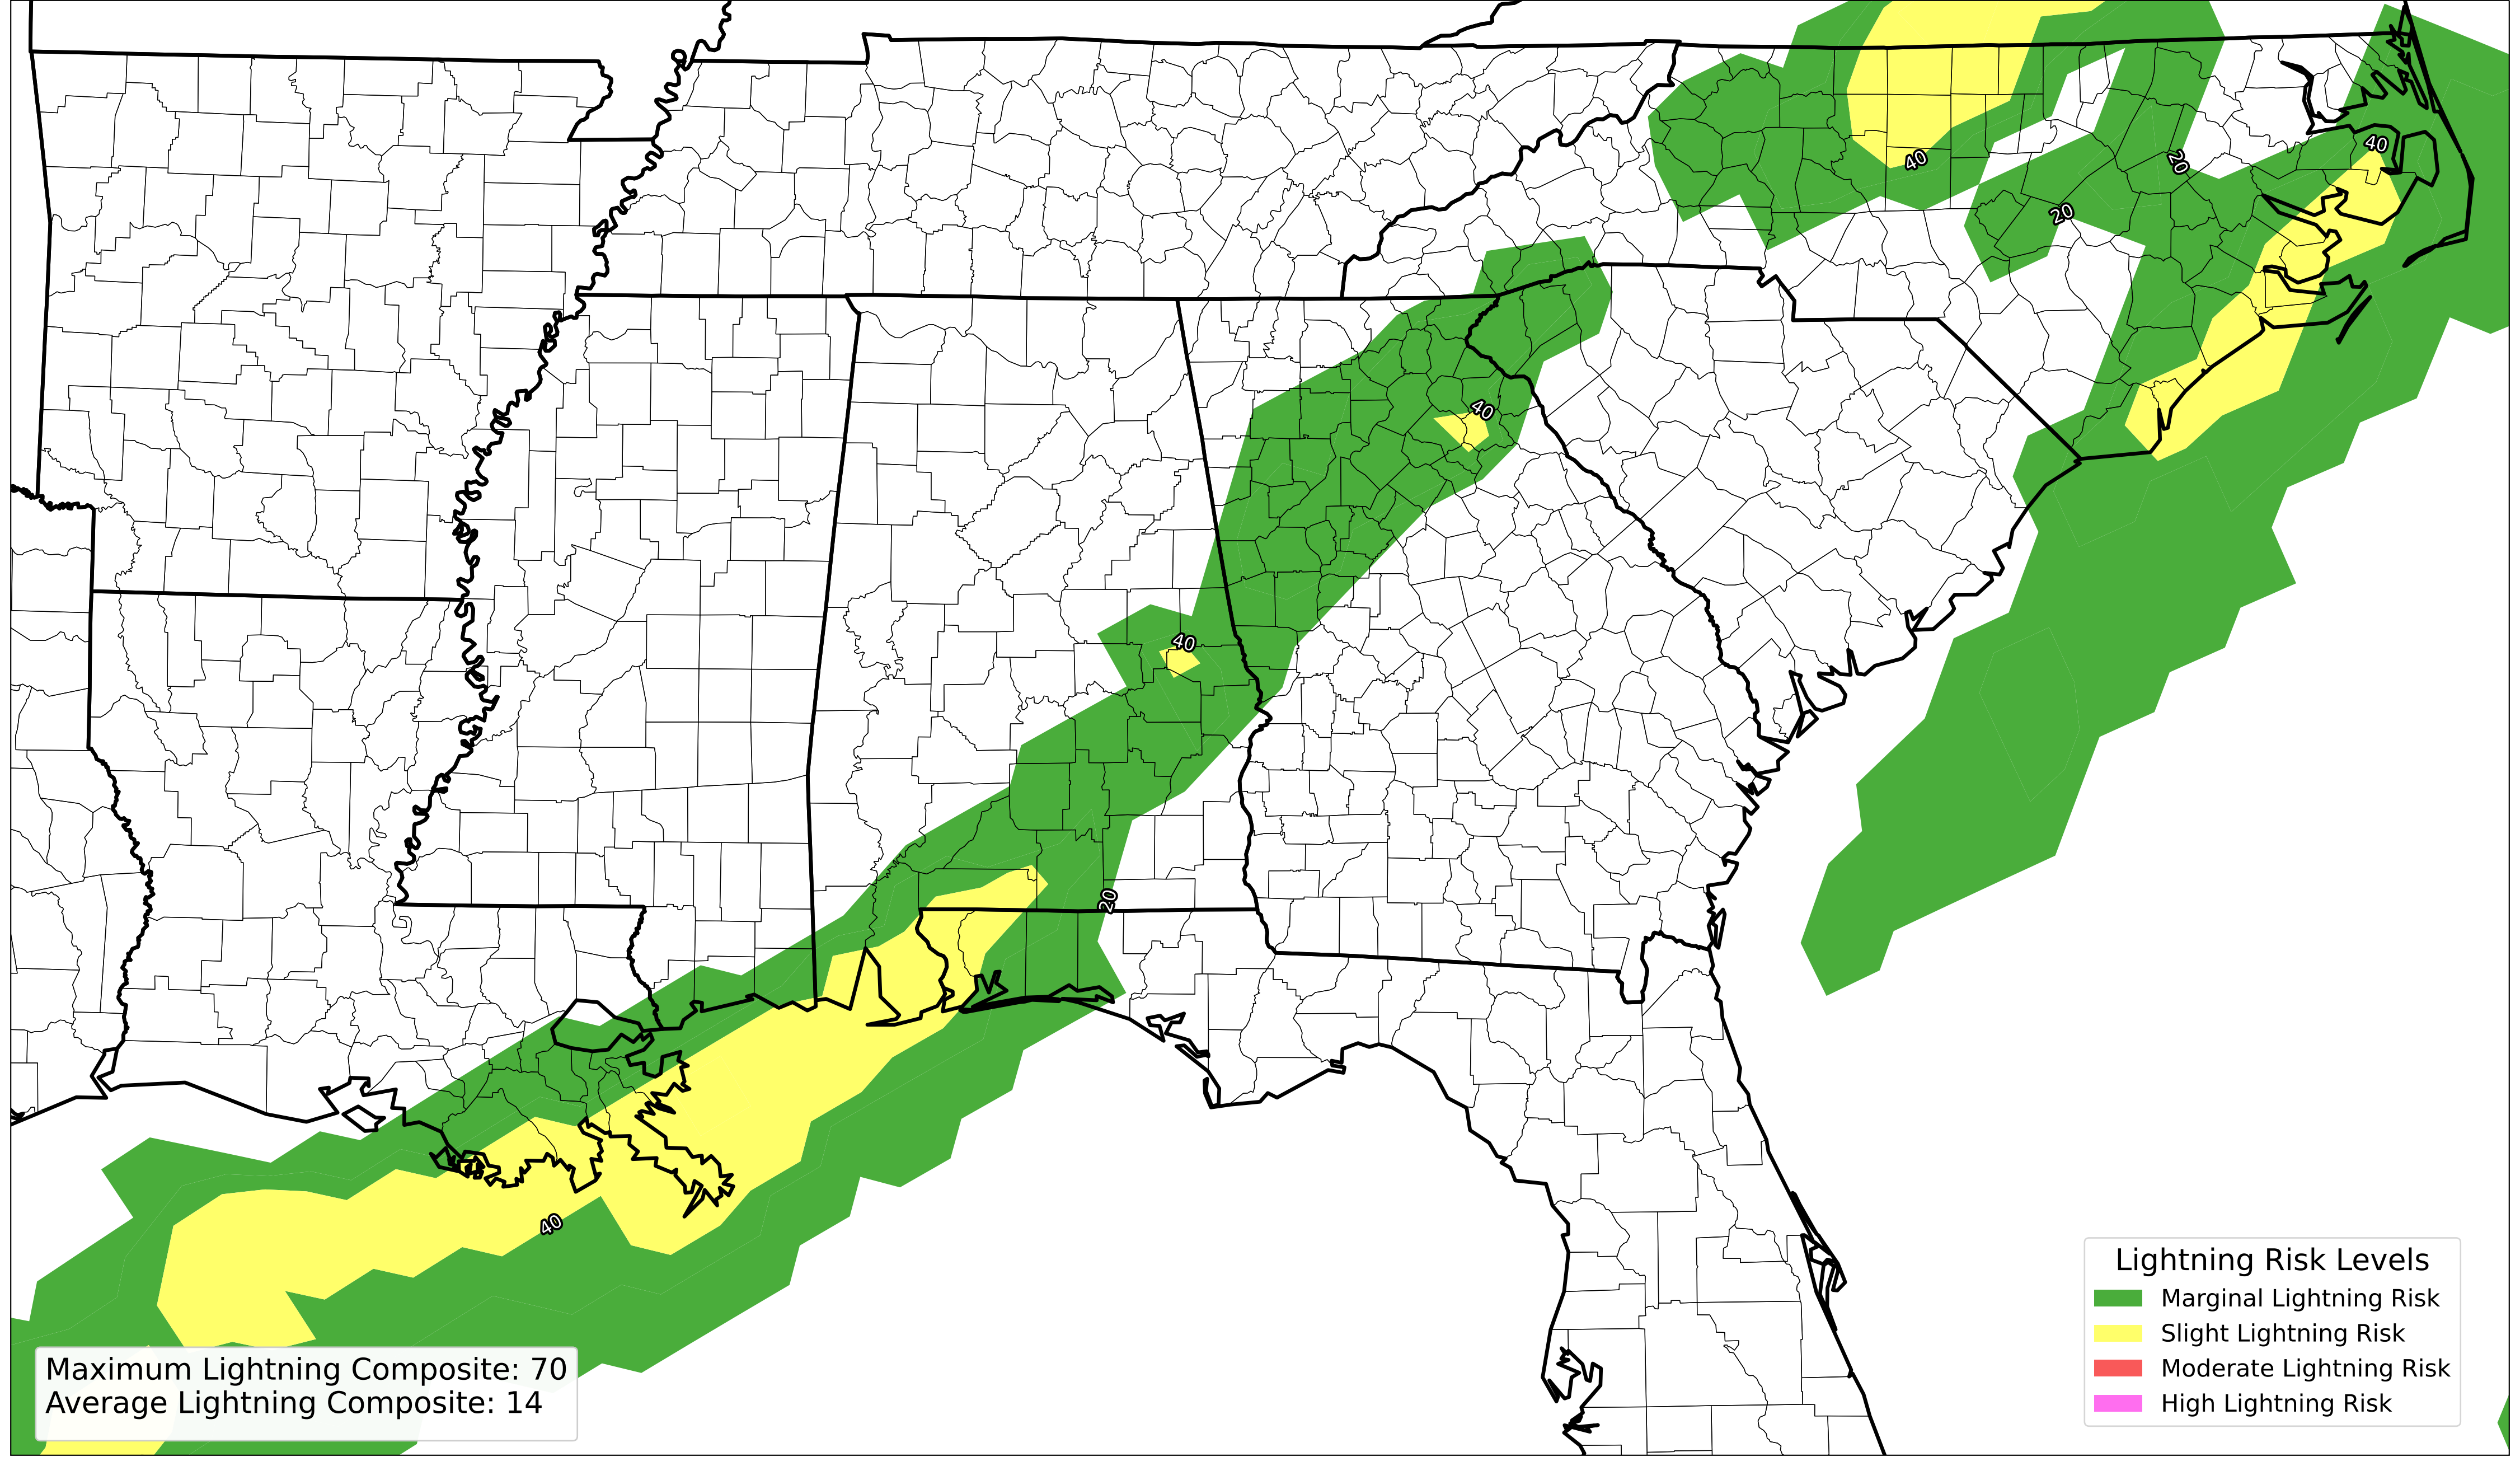 40
40
20
20
40
40
20
40
Maximum Lightning Composite: 70
Average Lightning Composite: 14
Lightning Risk Levels
Marginal Lightning Risk
Slight Lightning Risk
Moderate Lightning Risk
High Lightning Risk